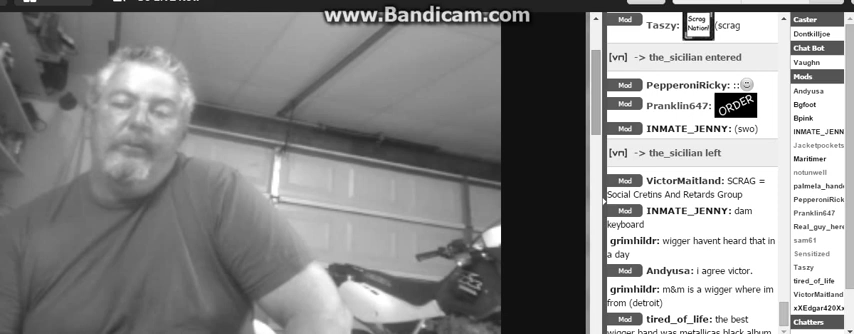 www.Bandicam.com
Mod Taszy: Scrag Nation! (scrag
[vn] -> the_sicilian entered
Mod PepperoniRicky: ::
Mod Pranklin647: ORDER
Mod INMATE_JENNY: (swo)
[vn] -> the_sicilian left
Mod VictorMaitland: SCRAG =
Social Cretins And Retards Group
Mod INMATE_JENNY: dam
keyboard
grimhildr: wigger havent heard that in
a day
Mod Andyusa: i agree victor.
grimhildr: m&m is a wigger where im
from (detroit)
Mod tired_of_life: the best
wigger band was metallicas black album
Caster
Dontkilljoe
Chat Bot
Vaughn
Mods
Andyusa
Bgfoot
Bpink
INMATE_JENN
Jacketpockets
Maritimer
notunwell
palmela_hande
PepperoniRick
Pranklin647
Real_guy_here
sam61
Sensitized
Taszy
tired_of_life
VictorMaitland
xXEdgar420Xx
Chatters